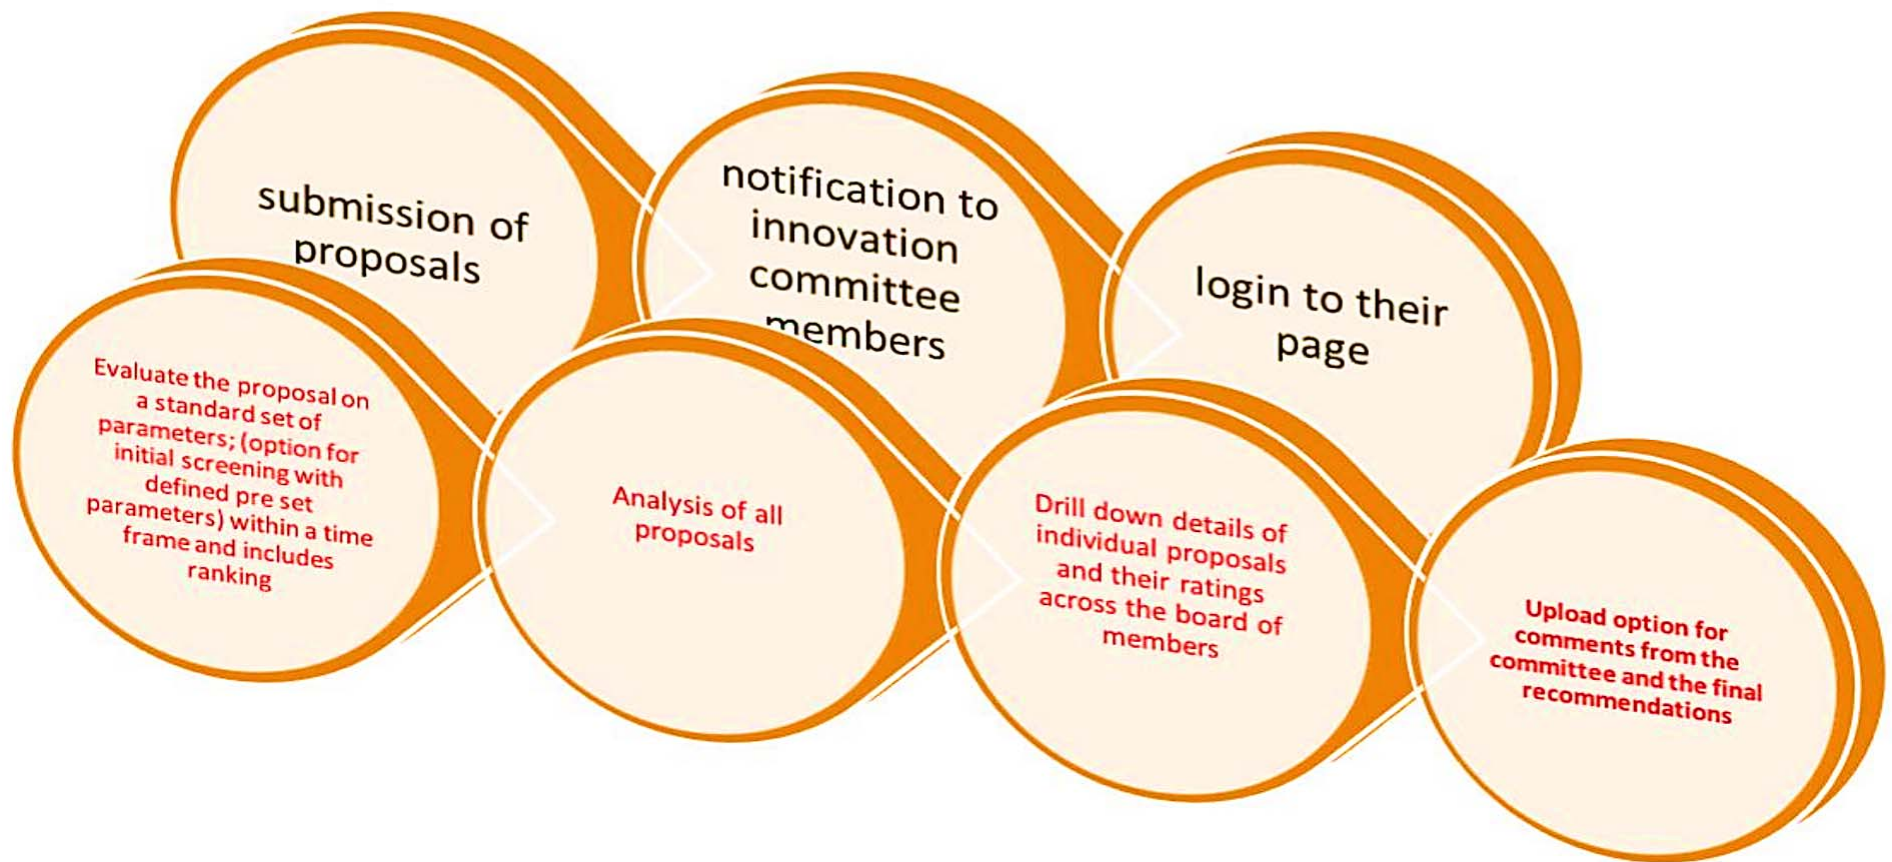 submission of
proposals
notification to
innovation
committee
members
login to their
page
Evaluate the proposal on
a standard set of
parameters; (option for
initial screening with
defined pre set
parameters) within a time
frame and includes
ranking
Analysis of all
proposals
Drill down details of
individual proposals
and their ratings
across the board of
members
Upload option for
comments from the
committee and the final
recommendations